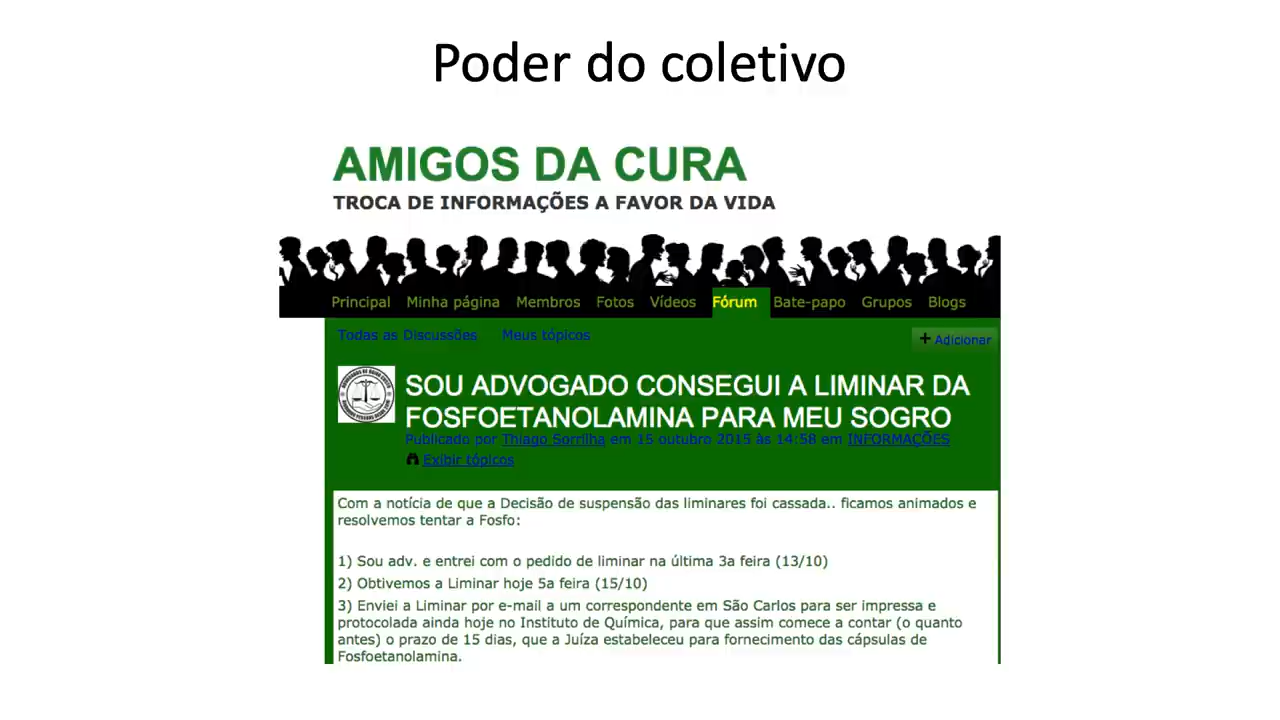 Poder do coletivo
AMIGOS DA CURA
TROCA DE INFORMAÇÕES A FAVOR DA VIDA
Principal Minha página Membros Fotos Vídeos Fórum Bate-papo Grupos Blogs
Todas as Discussões Meus tópicos + Adicionar
SOU ADVOGADO CONSEGUI A LIMINAR DA
FOSFOETANOLAMINA PARA MEU SOGRO
Publicado por Thiago Sorrilha em 15 outubro 2015 às 14:58 em INFORMAÇÕES
Exibir tópicos
Com a notícia de que a Decisão de suspensão das liminares foi cassada.. ficamos animados e
resolvemos tentar a Fosfo:
1) Sou adv. e entrei com o pedido de liminar na última 3a feira (13/10)
2) Obtivemos a Liminar hoje 5a feira (15/10)
3) Enviei a Liminar por e-mail a um correspondente em São Carlos para ser impressa e
protocolada ainda hoje no Instituto de Química, para que assim comece a contar (o quanto
antes) o prazo de 15 dias, que a Juíza estabeleceu para fornecimento das cápsulas de
Fosfoetanolamina.